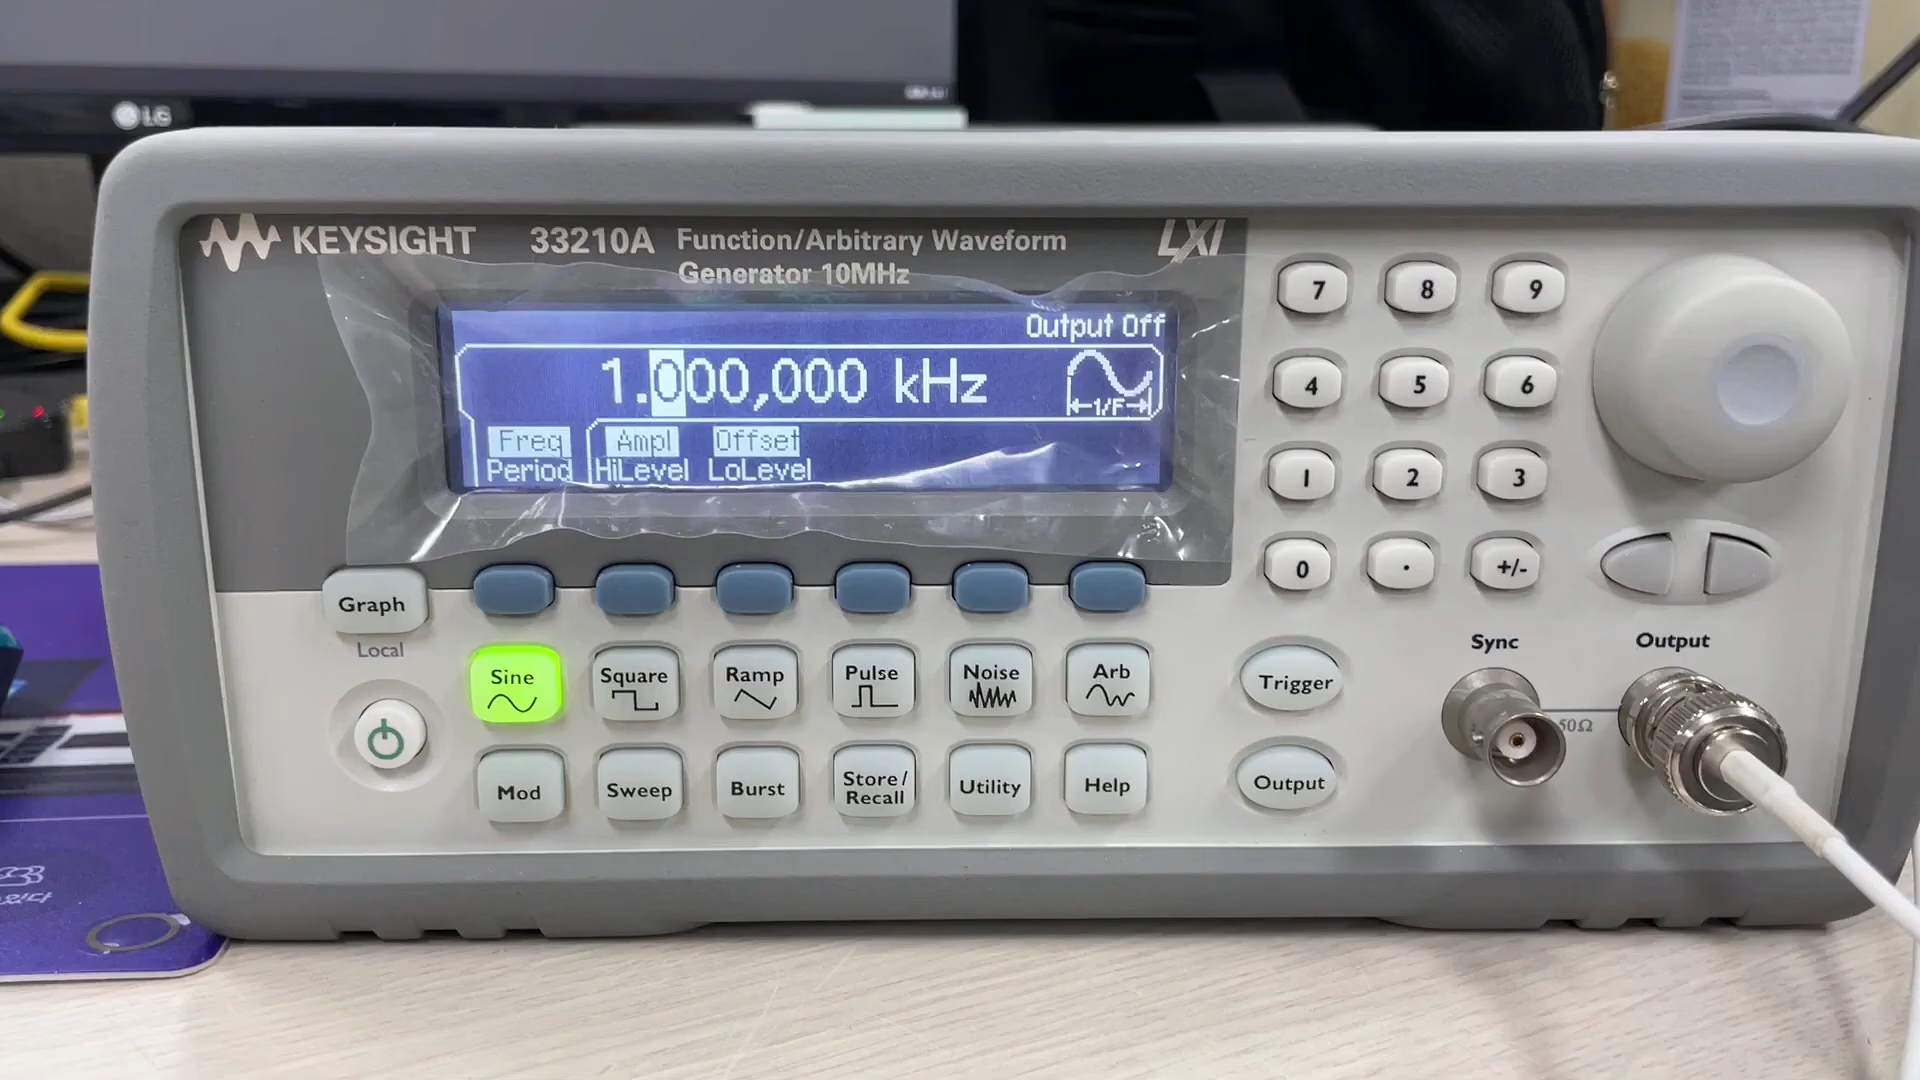 LG
KEYSIGHT 33210A Function/Arbitrary Waveform
Generator 10MHz
LXI
Output Off
1.000,000 kHz
1/F
Freq Ampl Offset
Period HiLevel LoLevel
7 8 9
4 5 6
1 2 3
0 . +/-
Graph
Local
Sine Square Ramp Pulse Noise Arb
Mod Sweep Burst Store/
Recall Utility Help
Trigger
Output
Sync
Output
50Ω